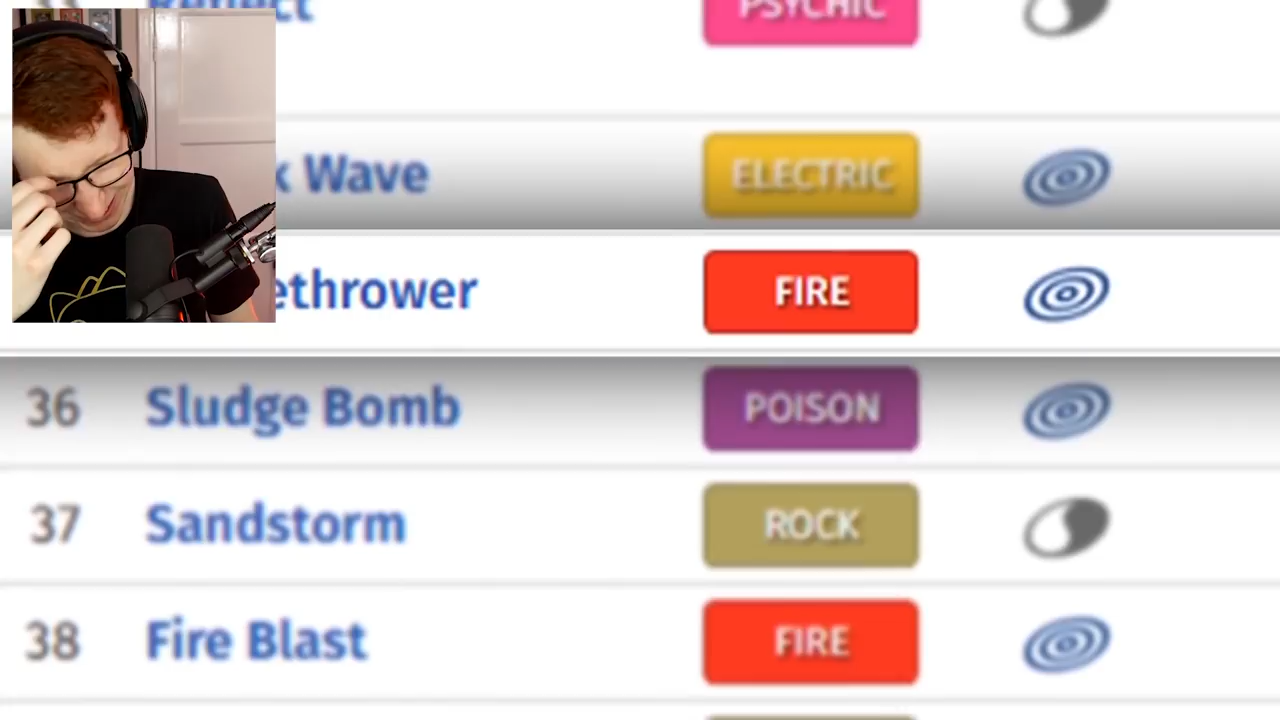 PSYCHIC
k Wave ELECTRIC
ethrower FIRE
36 Sludge Bomb POISON
37 Sandstorm ROCK
38 Fire Blast FIRE